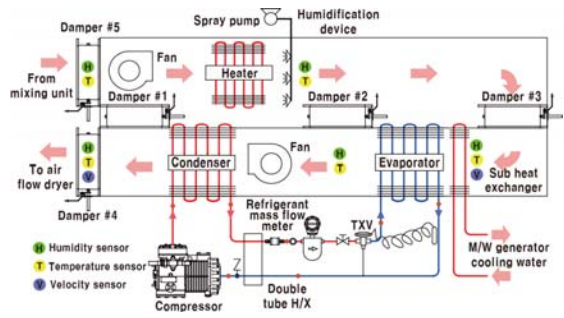 Damper #5
Spray pump
Humidification
device
H
T
From
mixing unit
Fan
Heater
H
T
Damper #1
Damper #2
Damper #3
H
T
V
To air
flow dryer
Damper #4
Condenser
Fan
H
T
Evaporator
H
T
V
Sub heat
exchanger
Refrigerant
mass flow
meter
TXV
M/W generator
cooling water
H Humidity sensor
T Temperature sensor
V Velocity sensor
Compressor
Double
tube H/X